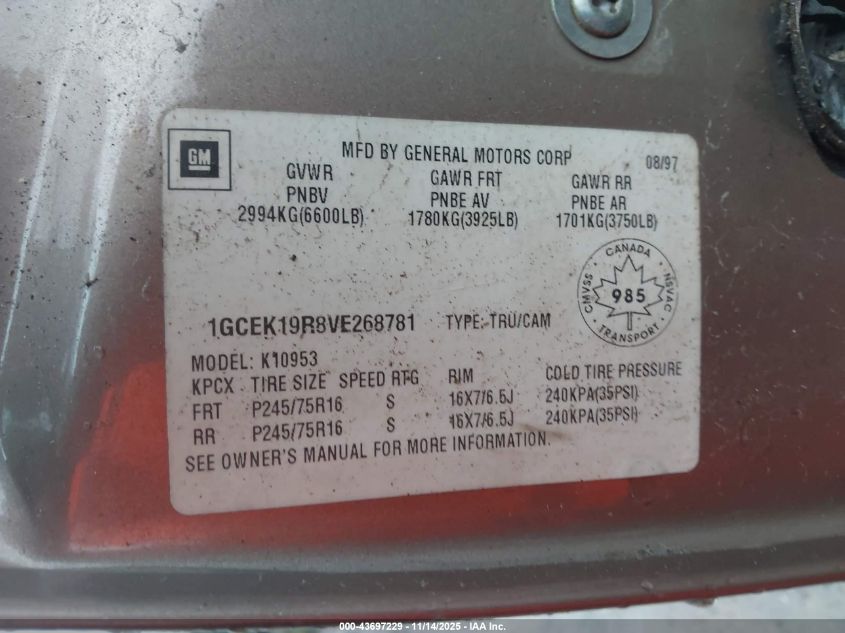 GM
MFD BY GENERAL MOTORS CORP 08/97
GVWR GAWR FRT GAWR RR
PNBV PNBE AV PNBE AR
2994KG(6600LB) 1780KG(3925LB) 1701KG(3750LB)
CANADA
CMVSS 985 NSVAC
TRANSPORT
1GCEK19R8VE268781 TYPE: TRU/CAM
MODEL: K10953
KPCX TIRE SIZE SPEED RTG RIM COLD TIRE PRESSURE
FRT P245/75R16 S 16X7/6.5J 240KPA(35PSI)
RR P245/75R16 S 16X7/6.5J 240KPA(35PSI)
SEE OWNER'S MANUAL FOR MORE INFORMATION.
000-43697229 - 11/14/2025 - IAA Inc.